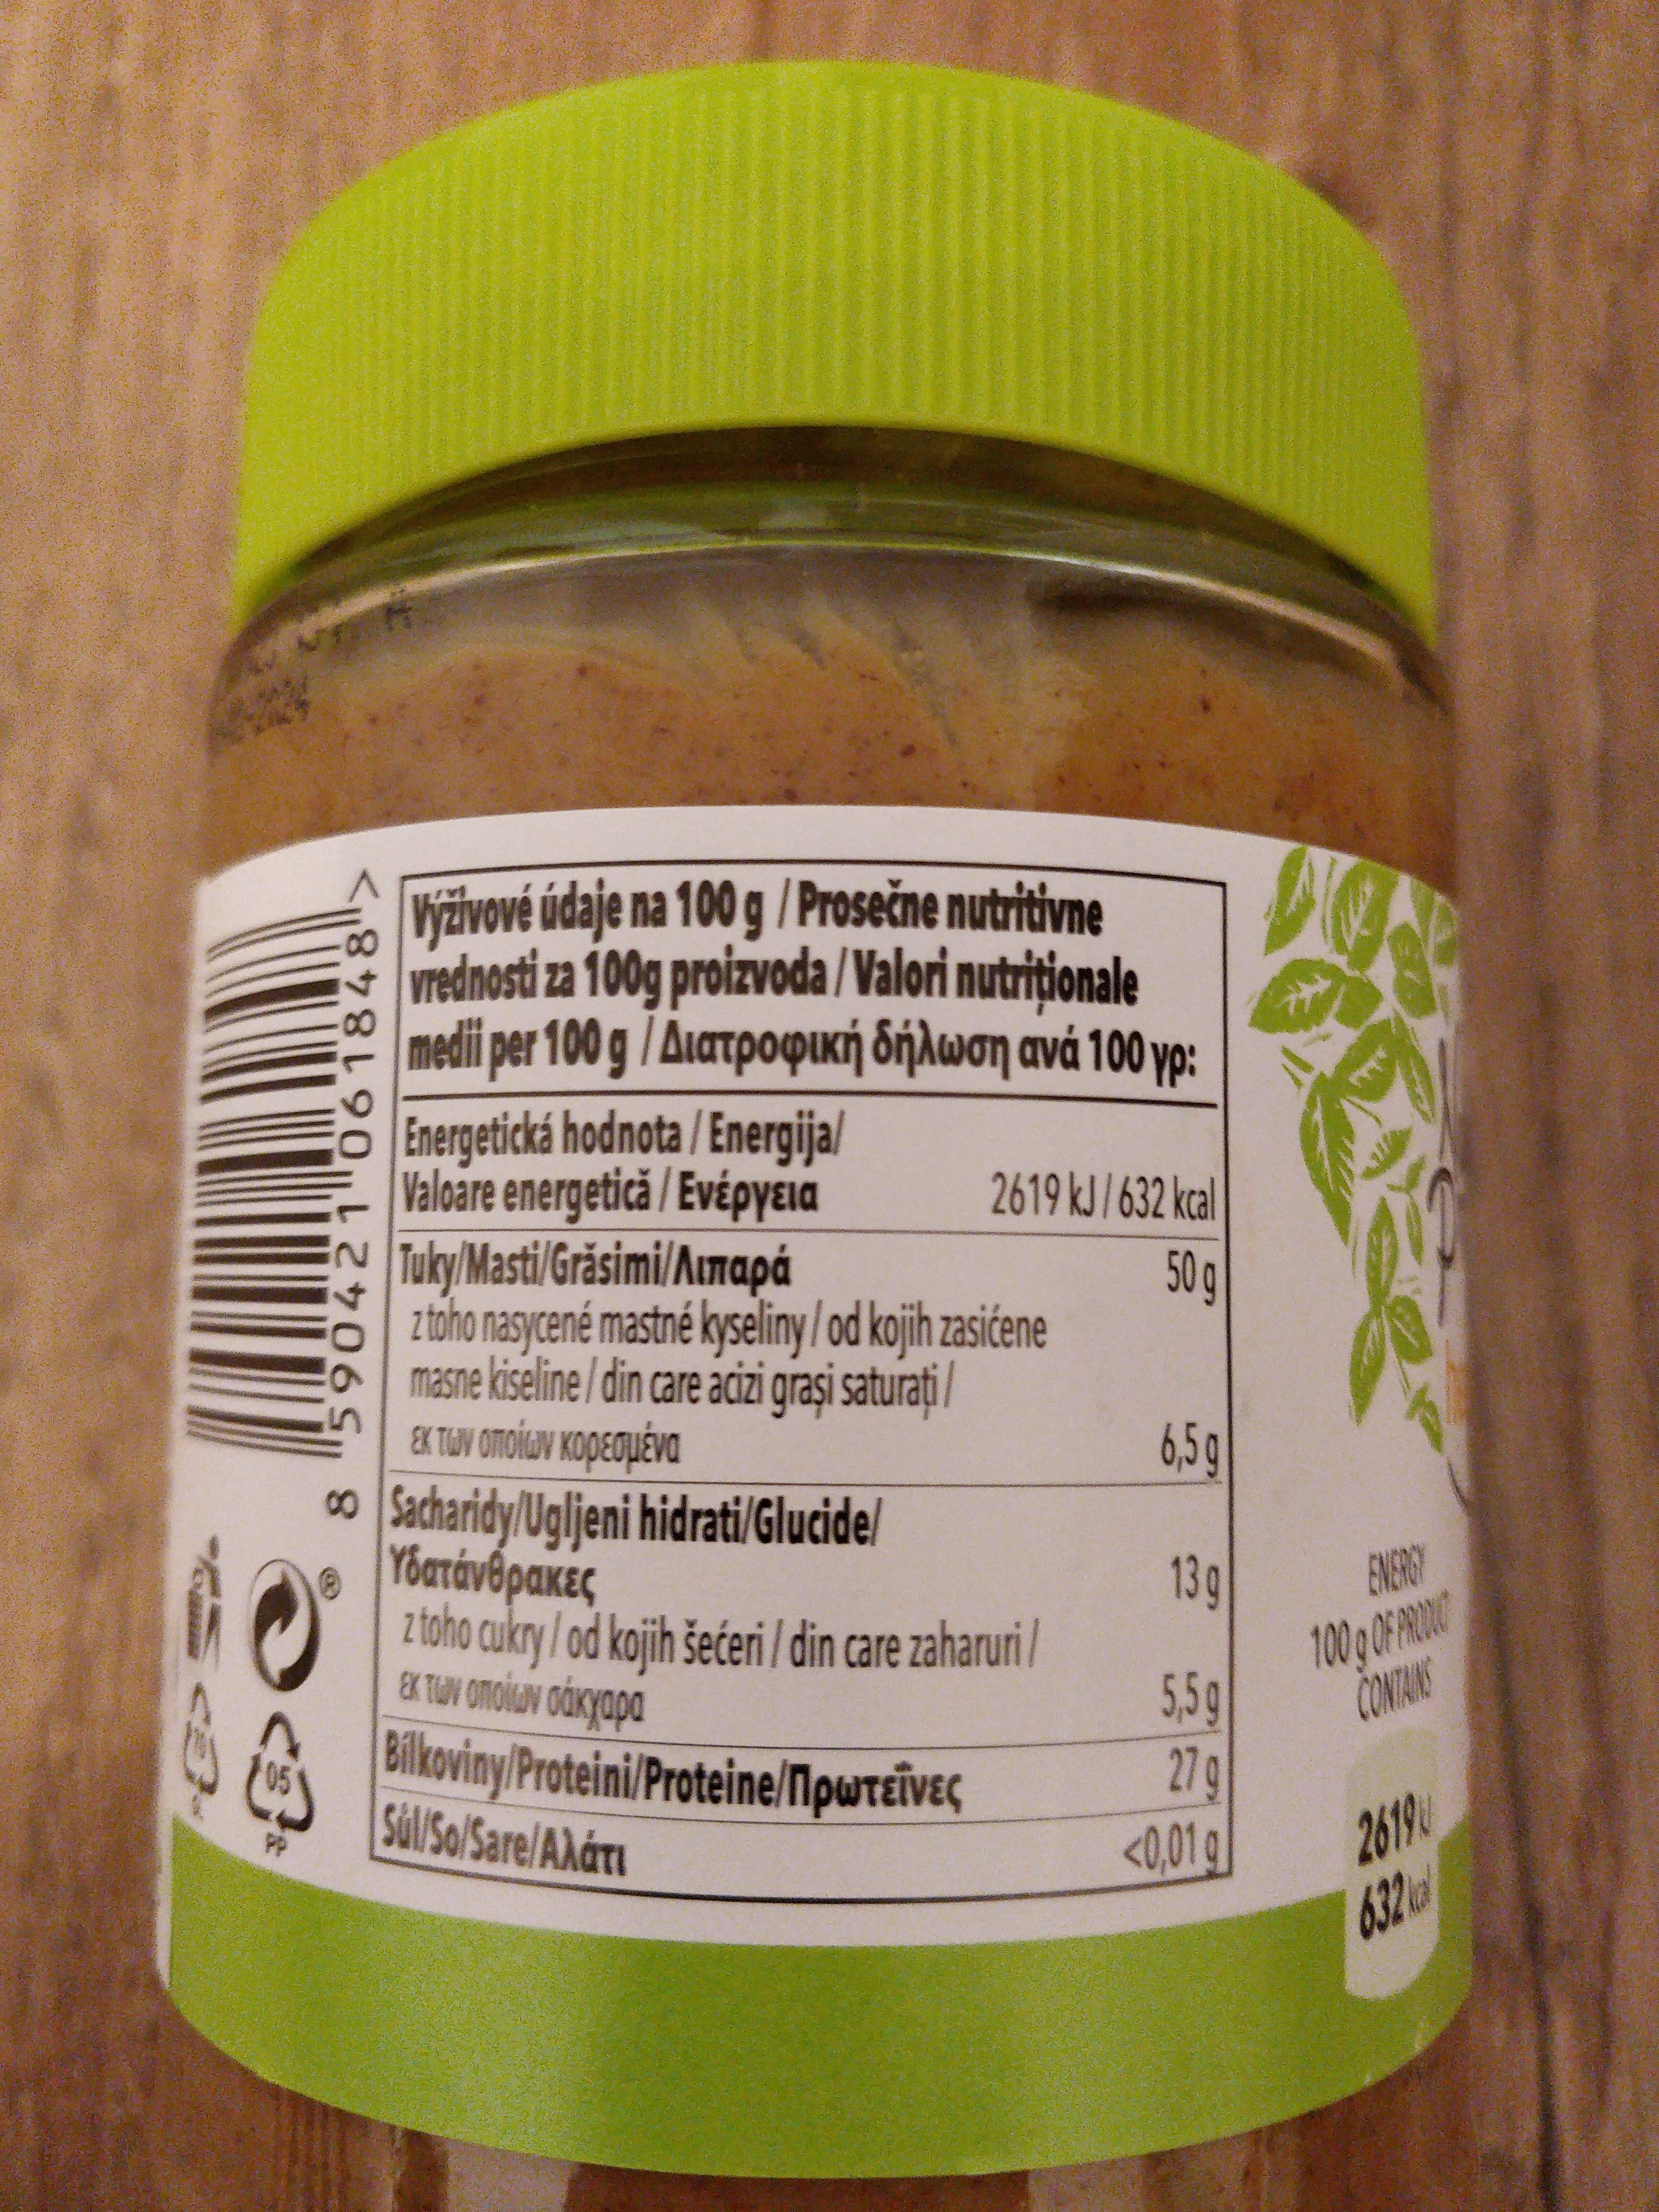 Výživové údaje na 100 g / Prosečne nutritivne
vrednosti za 100g proizvoda / Valori nutriționale
medii per 100 g / Διατροφική δήλωση ανά 100 γρ:
Energetická hodnota / Energija/
Valoare energetică / Ενέργεια 2619 kJ / 632 kcal
Tuky/Masti/Grăsimi/Λιπαρά 50 g
z toho nasycené mastné kyseliny / od kojih zasićene
masne kiseline / din care acizi grași saturați /
εκ των οποίων κορεσμένα 6,5 g
Sacharidy/Ugljeni hidrati/Glucide/
Υδατάνθρακες 13 g
z toho cukry / od kojih šećeri / din care zaharuri /
εκ των οποίων σάκχαρα 5,5 g
Bílkoviny/Proteini/Proteine/Πρωτεΐνες 27 g
Sůl/So/Sare/Αλάτι <0,01 g
8 590421 061848 >
®
05
PP
70
ENERGY
100 g OF PRODUCT
CONTAINS
2619 kJ
632 kcal